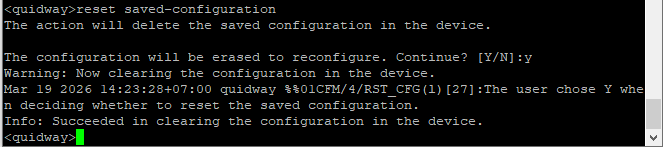 <quidway>reset saved-configuration
The action will delete the saved configuration in the device.
The configuration will be erased to reconfigure. Continue? [Y/N]:y
Warning: Now clearing the configuration in the device.
Mar 19 2026 14:23:28+07:00 quidway %%01CFM/4/RST_CFG(l)[27]:The user chose Y whe
n deciding whether to reset the saved configuration.
Info: Succeeded in clearing the configuration in the device.
<quidway>